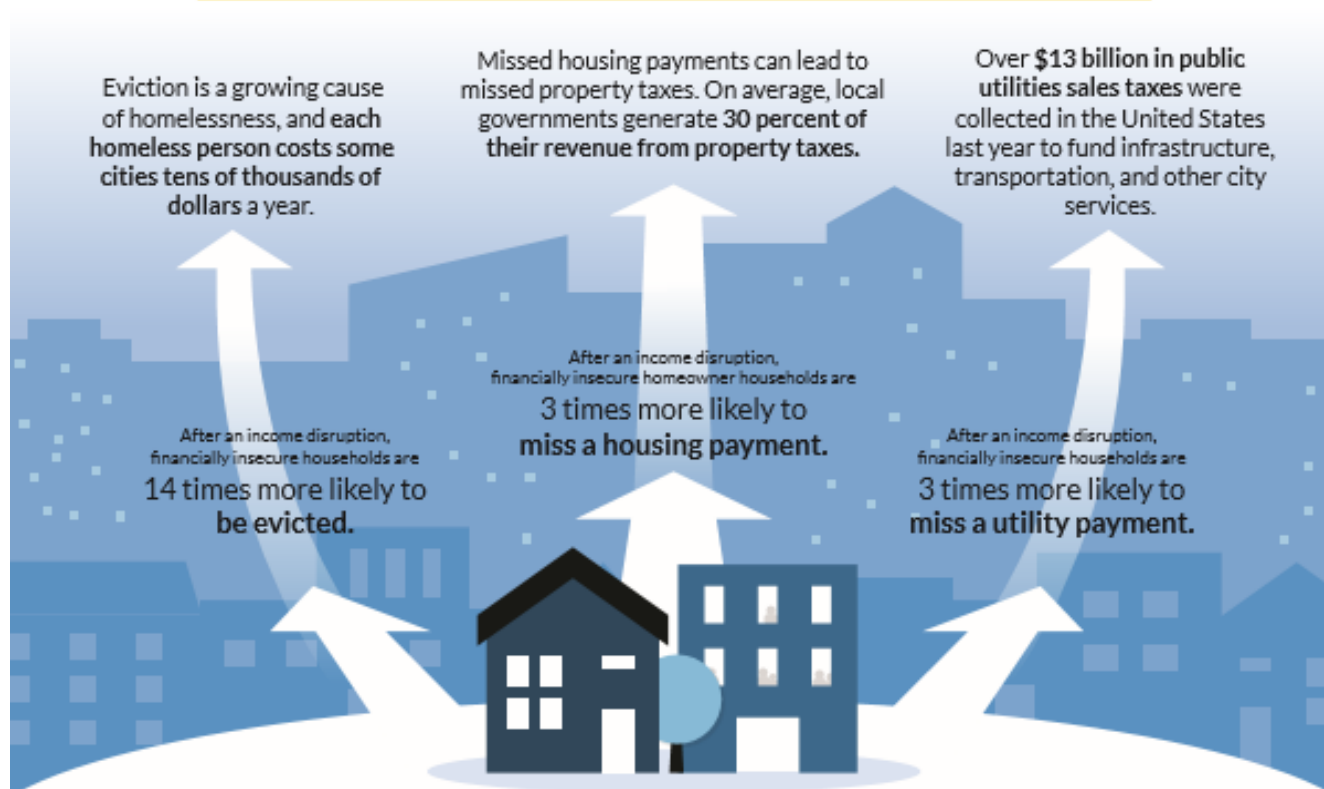 Eviction is a growing cause
of homelessness, and each
homeless person costs some
cities tens of thousands of
dollars a year.
Missed housing payments can lead to
missed property taxes. On average, local
governments generate 30 percent of
their revenue from property taxes.
Over $13 billion in public
utilities sales taxes were
collected in the United States
last year to fund infrastructure,
transportation, and other city
services.
After an income disruption,
financially insecure households are
14 times more likely to
be evicted.
After an income disruption,
financially insecure homeowner households are
3 times more likely to
miss a housing payment.
After an income disruption,
financially insecure households are
3 times more likely to
miss a utility payment.